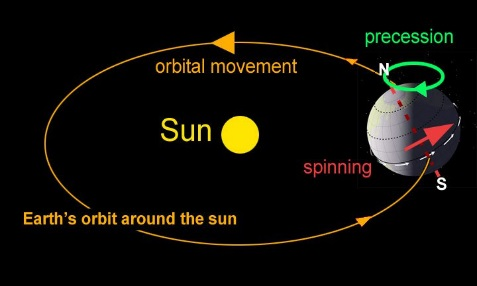 precession
N
orbital movement
Sun
spinning
S
Earth's orbit around the sun